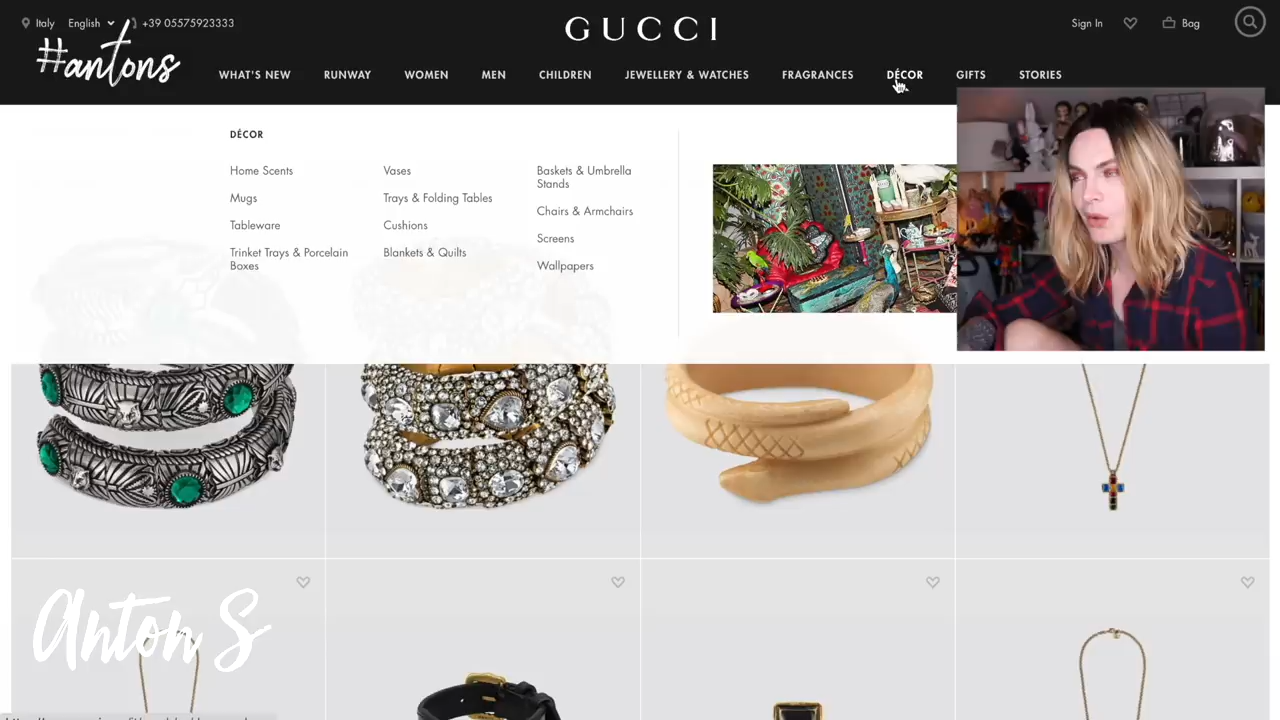 Italy English +39 05575923333
GUCCI
Sign In Bag
#antons
WHAT'S NEW RUNWAY WOMEN MEN CHILDREN JEWELLERY & WATCHES FRAGRANCES DÉCOR GIFTS STORIES
DÉCOR
Home Scents
Mugs
Tableware
Trinket Trays & Porcelain
Boxes
Vases
Trays & Folding Tables
Cushions
Blankets & Quilts
Baskets & Umbrella
Stands
Chairs & Armchairs
Screens
Wallpapers
Anton S